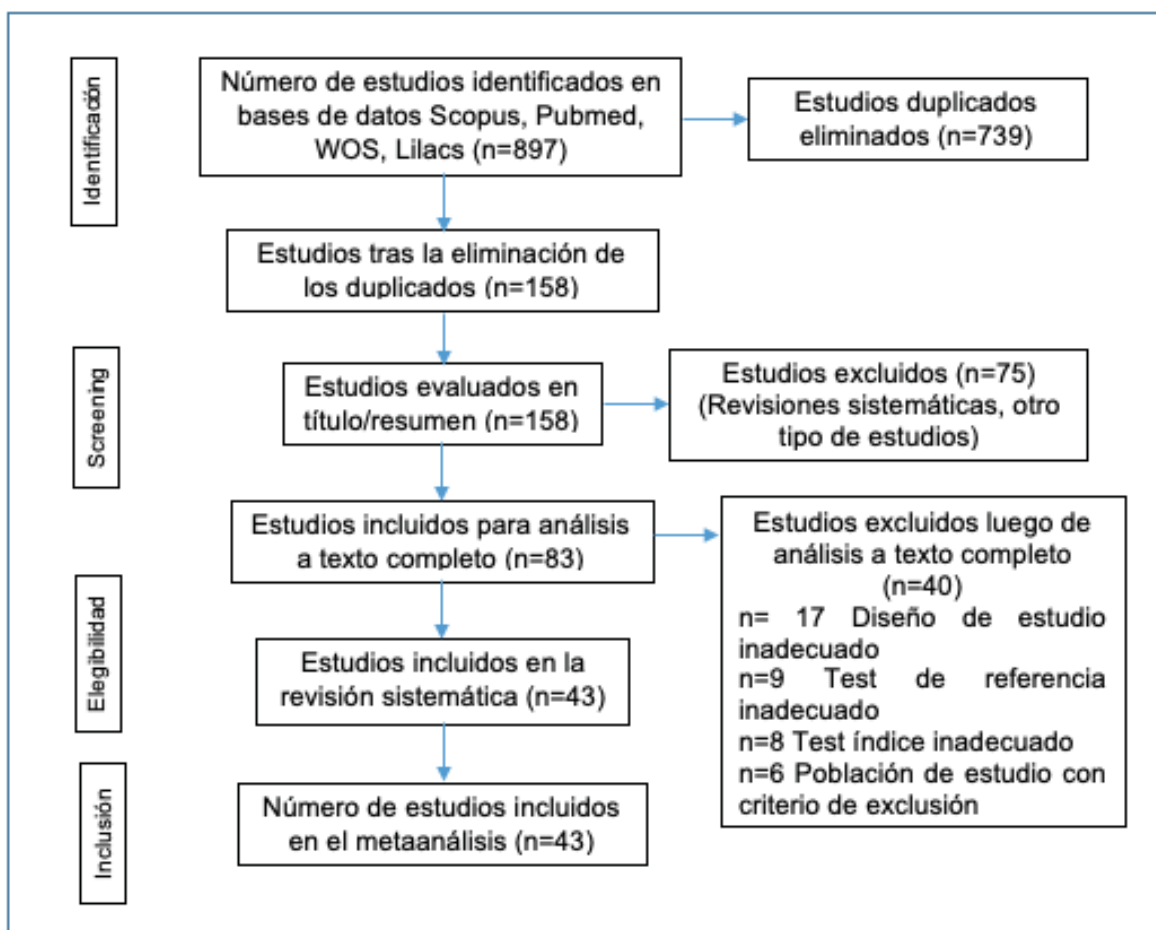 Identificación
Número de estudios identificados en
bases de datos Scopus, Pubmed,
WOS, Lilacs (n=897)
Estudios duplicados
eliminados (n=739)
Estudios tras la eliminación de
los duplicados (n=158)
Screening
Estudios evaluados en
título/resumen (n=158)
Estudios excluidos (n=75)
(Revisiones sistemáticas, otro
tipo de estudios)
Estudios incluidos para análisis
a texto completo (n=83)
Estudios excluidos luego de
análisis a texto completo
(n=40)
n= 17 Diseño de estudio
inadecuado
n=9 Test de referencia
inadecuado
n=8 Test índice inadecuado
n=6 Población de estudio con
criterio de exclusión
Elegibilidad
Estudios incluidos en la
revisión sistemática (n=43)
Inclusión
Número de estudios incluidos
en el metaanálisis (n=43)